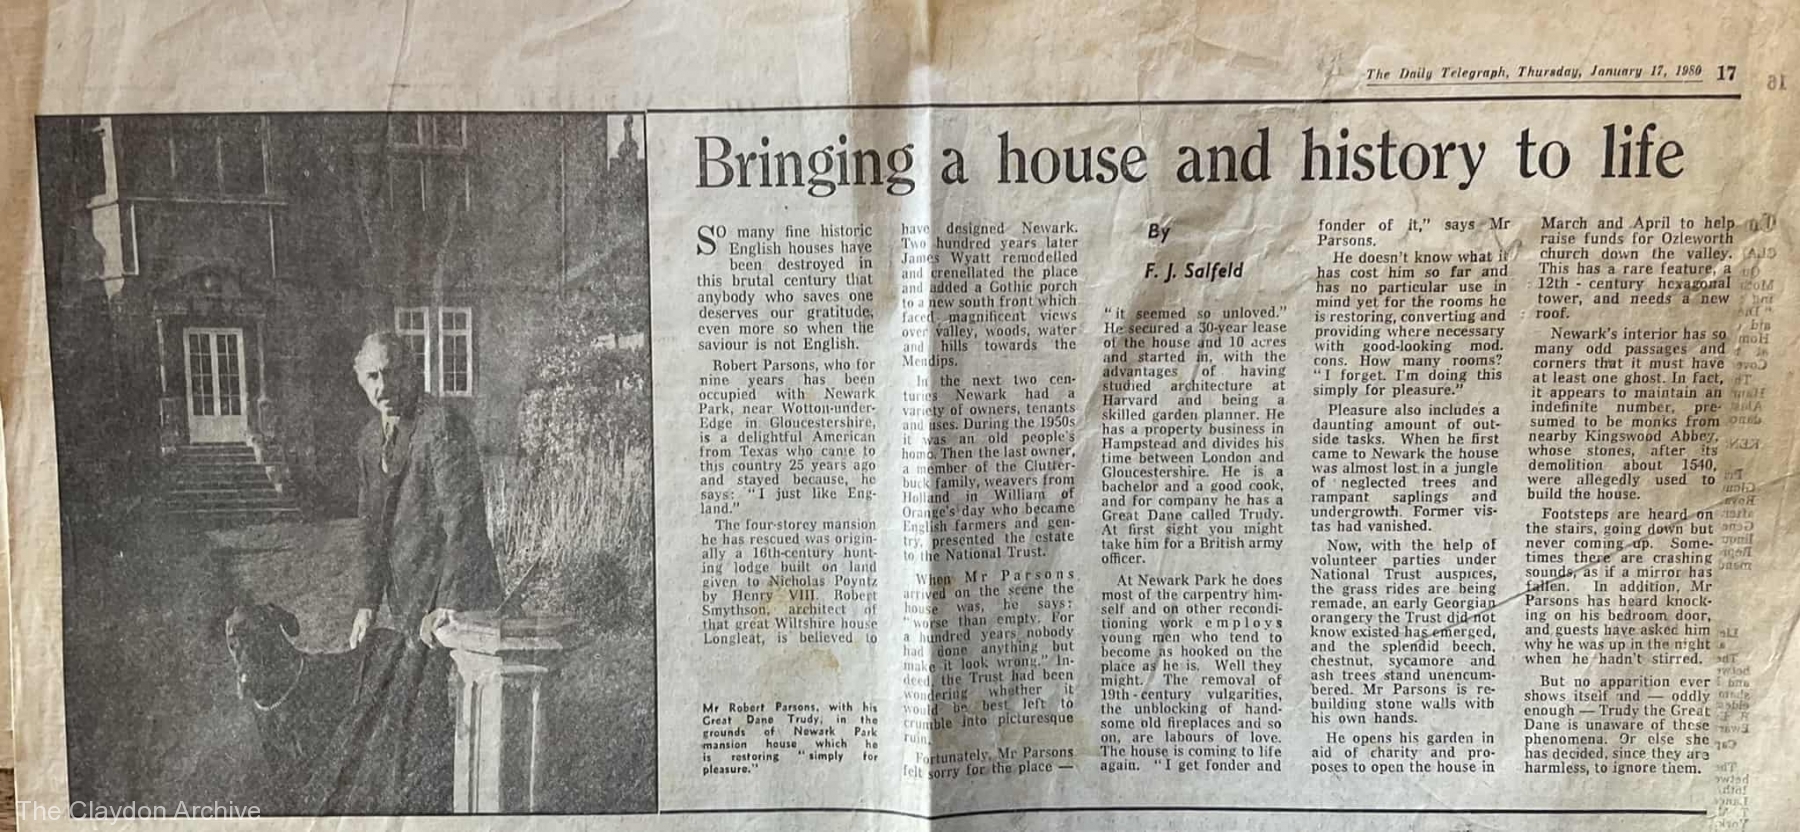 The Daily Telegraph, Thursday, January 17, 1980 17
Bringing a house and history to life
SO many fine historic
English houses have
been destroyed in
this brutal century that
anybody who saves one
deserves our gratitude,
even more so when the
saviour is not English.
Robert Parsons, who for
nine years has been
occupied with Newark
Park, near Wotton-under-
Edge in Gloucestershire,
is a delightful American
from Texas who came to
this country 25 years ago
and stayed because, he
says: "I just like Eng-
land."
The four-storey mansion
he has rescued was origin-
ally a 16th-century hunt-
ing lodge built on land
given to Nicholas Poyntz
by Henry VIII. Robert
Smythson, architect of
that great Wiltshire house
Longleat, is believed to
Mr Robert Parsons, with his
Great Dane Trudy, in the
grounds of Newark Park
mansion house which he
is restoring "simply for
pleasure."
have designed Newark.
Two hundred years later
James Wyatt remodelled
and crenellated the place
and added a Gothic porch
to a new south front which
faced magnificent views
over valley, woods, water
and hills towards the
Mendips.
In the next two cen-
turies Newark had a
variety of owners, tenants
and uses. During the 1950s
it was an old people's
home. Then the last owner,
a member of the Clutter-
buck family, weavers from
Holland in William of
Orange's day who became
English farmers and gen-
try, presented the estate
to the National Trust.
When Mr Parsons
arrived on the scene the
house was, he says:
"worse than empty. For
a hundred years nobody
had done anything but
make it look wrong." In-
deed, the Trust had been
wondering whether it
would be best left to
crumble into picturesque
ruin.
Fortunately, Mr Parsons
felt sorry for the place —
By
F. J. Salfeld
"it seemed so unloved."
He secured a 30-year lease
of the house and 10 acres
and started in, with the
advantages of having
studied architecture at
Harvard and being a
skilled garden planner. He
has a property business in
Hampstead and divides his
time between London and
Gloucestershire. He is a
bachelor and a good cook,
and for company he has a
Great Dane called Trudy.
At first sight you might
take him for a British army
officer.
At Newark Park he does
most of the carpentry him-
self and on other recondi-
tioning work employs
young men who tend to
become as hooked on the
place as he is. Well they
might. The removal of
19th-century vulgarities,
the unblocking of hand-
some old fireplaces and so
on, are labours of love.
The house is coming to life
again. "I get fonder and
fonder of it," says Mr
Parsons.
He doesn't know what it
has cost him so far and
has no particular use in
mind yet for the rooms he
is restoring, converting and
providing where necessary
with good-looking mod.
cons. How many rooms?
"I forget. I'm doing this
simply for pleasure."
Pleasure also includes a
daunting amount of out-
side tasks. When he first
came to Newark the house
was almost lost in a jungle
of neglected trees and
rampant saplings and
undergrowth. Former vis-
tas had vanished.
Now, with the help of
volunteer parties under
National Trust auspices,
the grass rides are being
remade, an early Georgian
orangery the Trust did not
know existed has emerged,
and the splendid beech,
chestnut, sycamore and
ash trees stand unencum-
bered. Mr Parsons is re-
building stone walls with
his own hands.
He opens his garden in
aid of charity and pro-
poses to open the house in
March and April to help
raise funds for Ozleworth
church down the valley.
This has a rare feature, a
12th-century hexagonal
tower, and needs a new
roof.
Newark's interior has so
many odd passages and
corners that it must have
at least one ghost. In fact,
it appears to maintain an
indefinite number, pre-
sumed to be monks from
nearby Kingswood Abbey,
whose stones, after its
demolition about 1540,
were allegedly used to
build the house.
Footsteps are heard on
the stairs, going down but
never coming up. Some-
times there are crashing
sounds, as if a mirror has
fallen. In addition, Mr
Parsons has heard knock-
ing on his bedroom door,
and guests have asked him
why he was up in the night
when he hadn't stirred.
But no apparition ever
shows itself and — oddly
enough — Trudy the Great
Dane is unaware of these
phenomena. Or else she
has decided, since they are
harmless, to ignore them.
The Claydon Archive